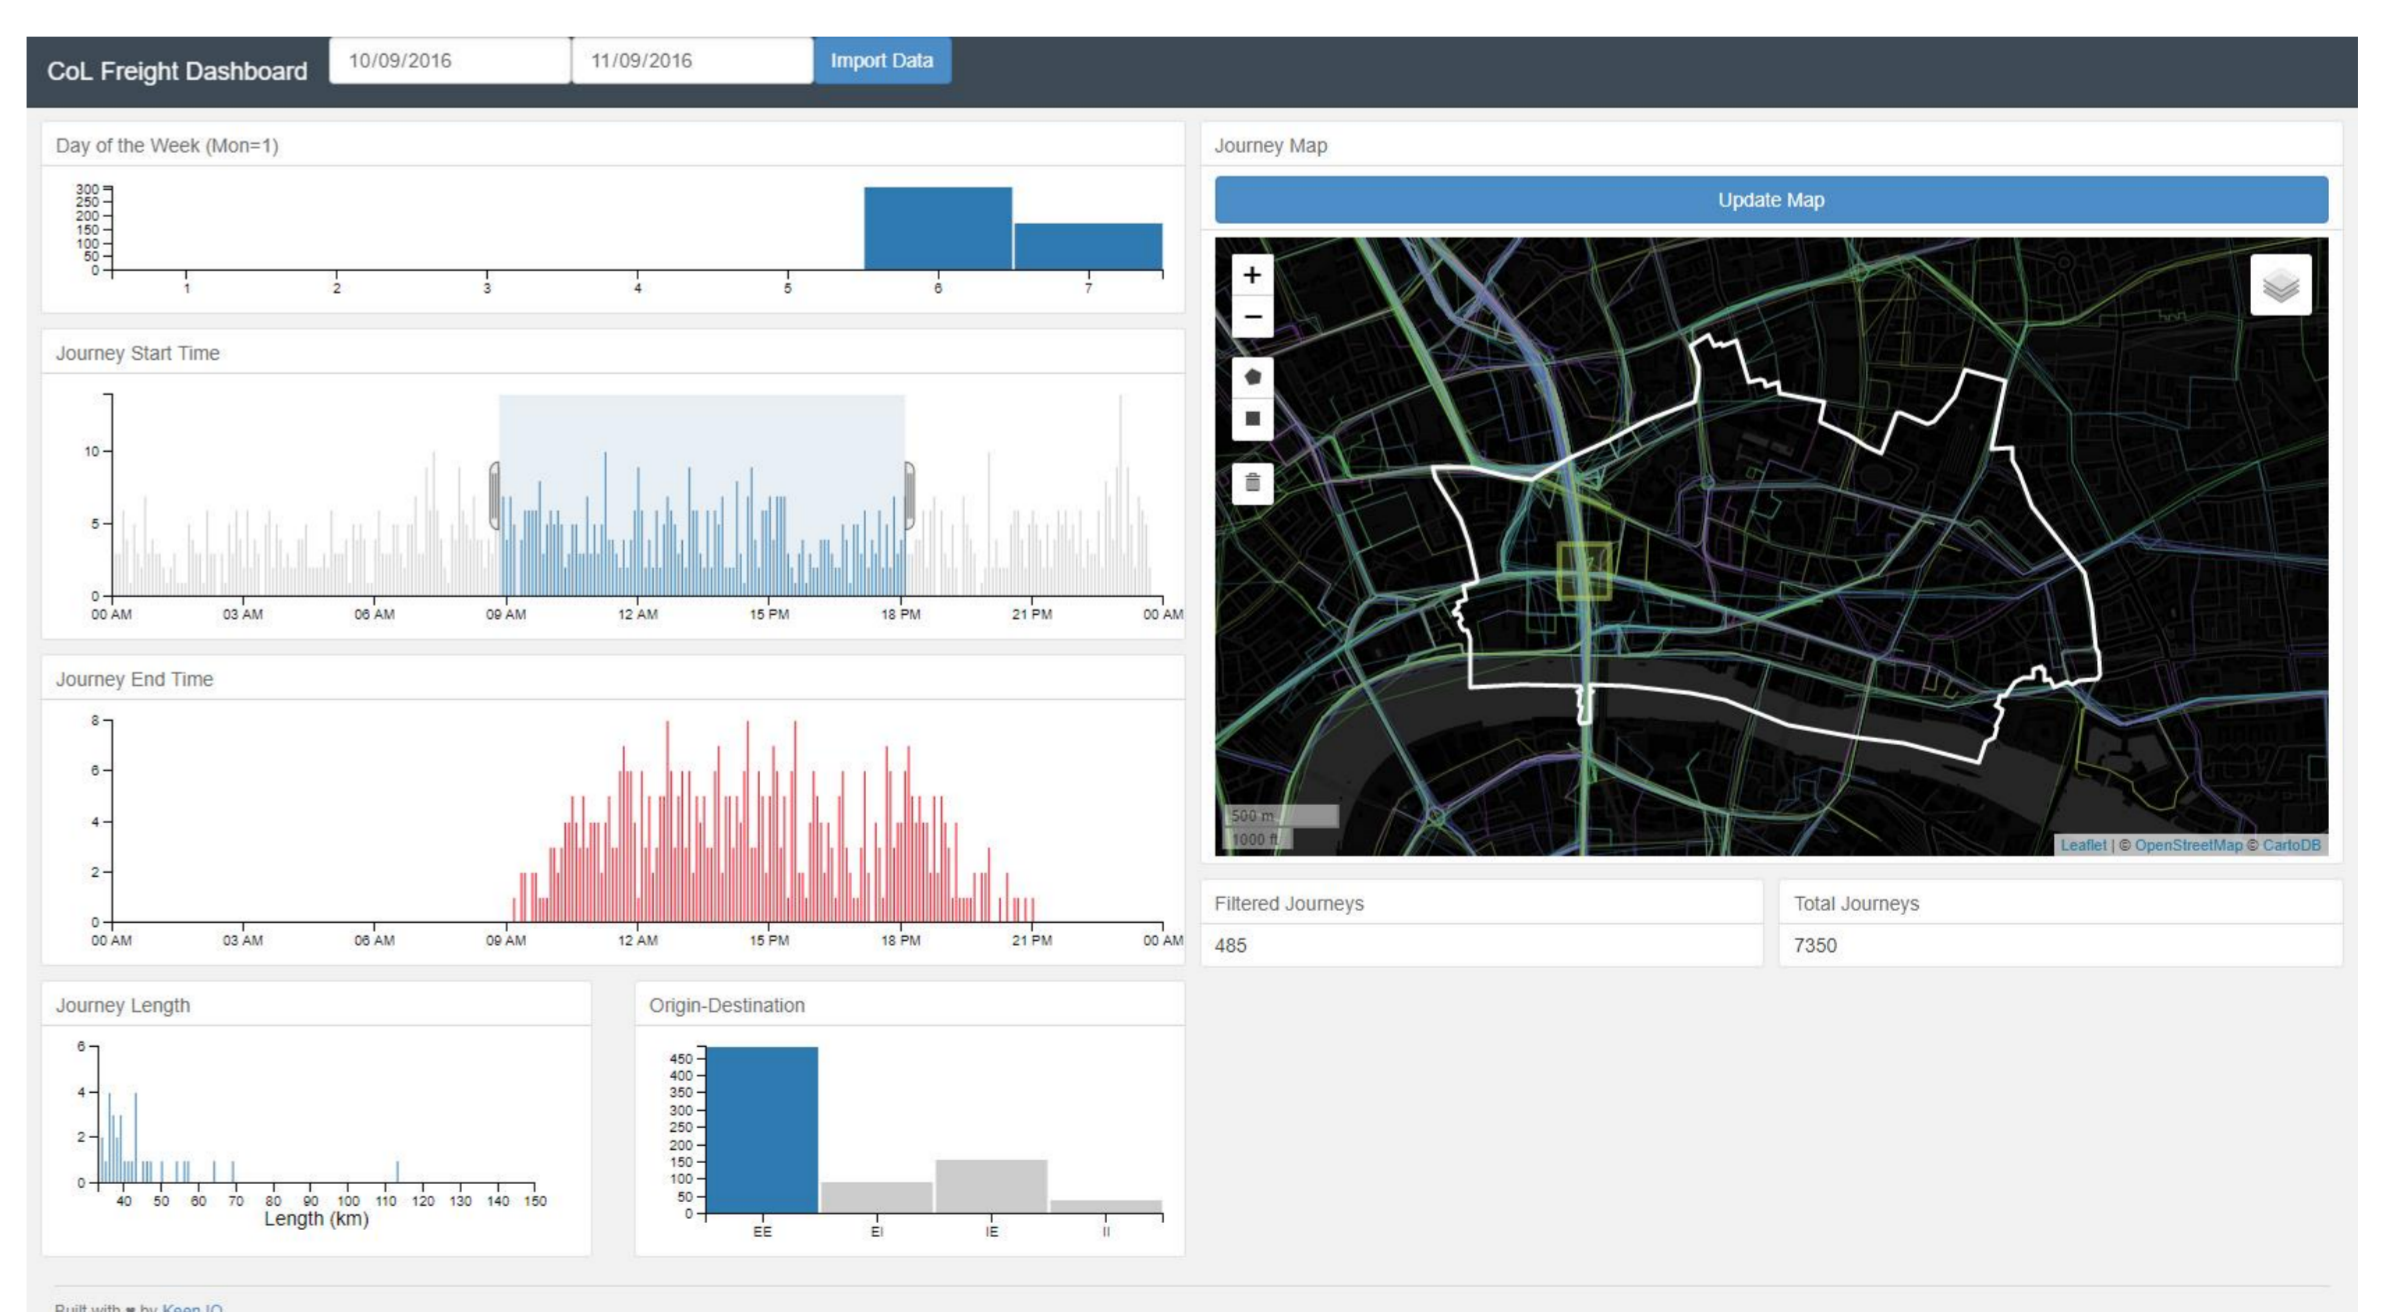 CoL Freight Dashboard 10/09/2016 11/09/2016 Import Data
Day of the Week (Mon=1)
300
250
200
150
100
50
0
1 2 3 4 5 6 7
Journey Start Time
10
5
0
00 AM 03 AM 06 AM 09 AM 12 AM 15 PM 18 PM 21 PM 00 AM
Journey End Time
8
6
4
2
0
00 AM 03 AM 06 AM 09 AM 12 AM 15 PM 18 PM 21 PM 00 AM
Journey Length
6
4
2
0
40 50 60 70 80 90 100 110 120 130 140 150
Length (km)
Origin-Destination
450
400
350
300
250
200
150
100
50
0
EE EI IE II
Journey Map
Update Map
+
−
500 m
1000 ft
Leaflet | © OpenStreetMap © CartoDB
Filtered Journeys
485
Total Journeys
7350
Built with ♥ by Keen IO